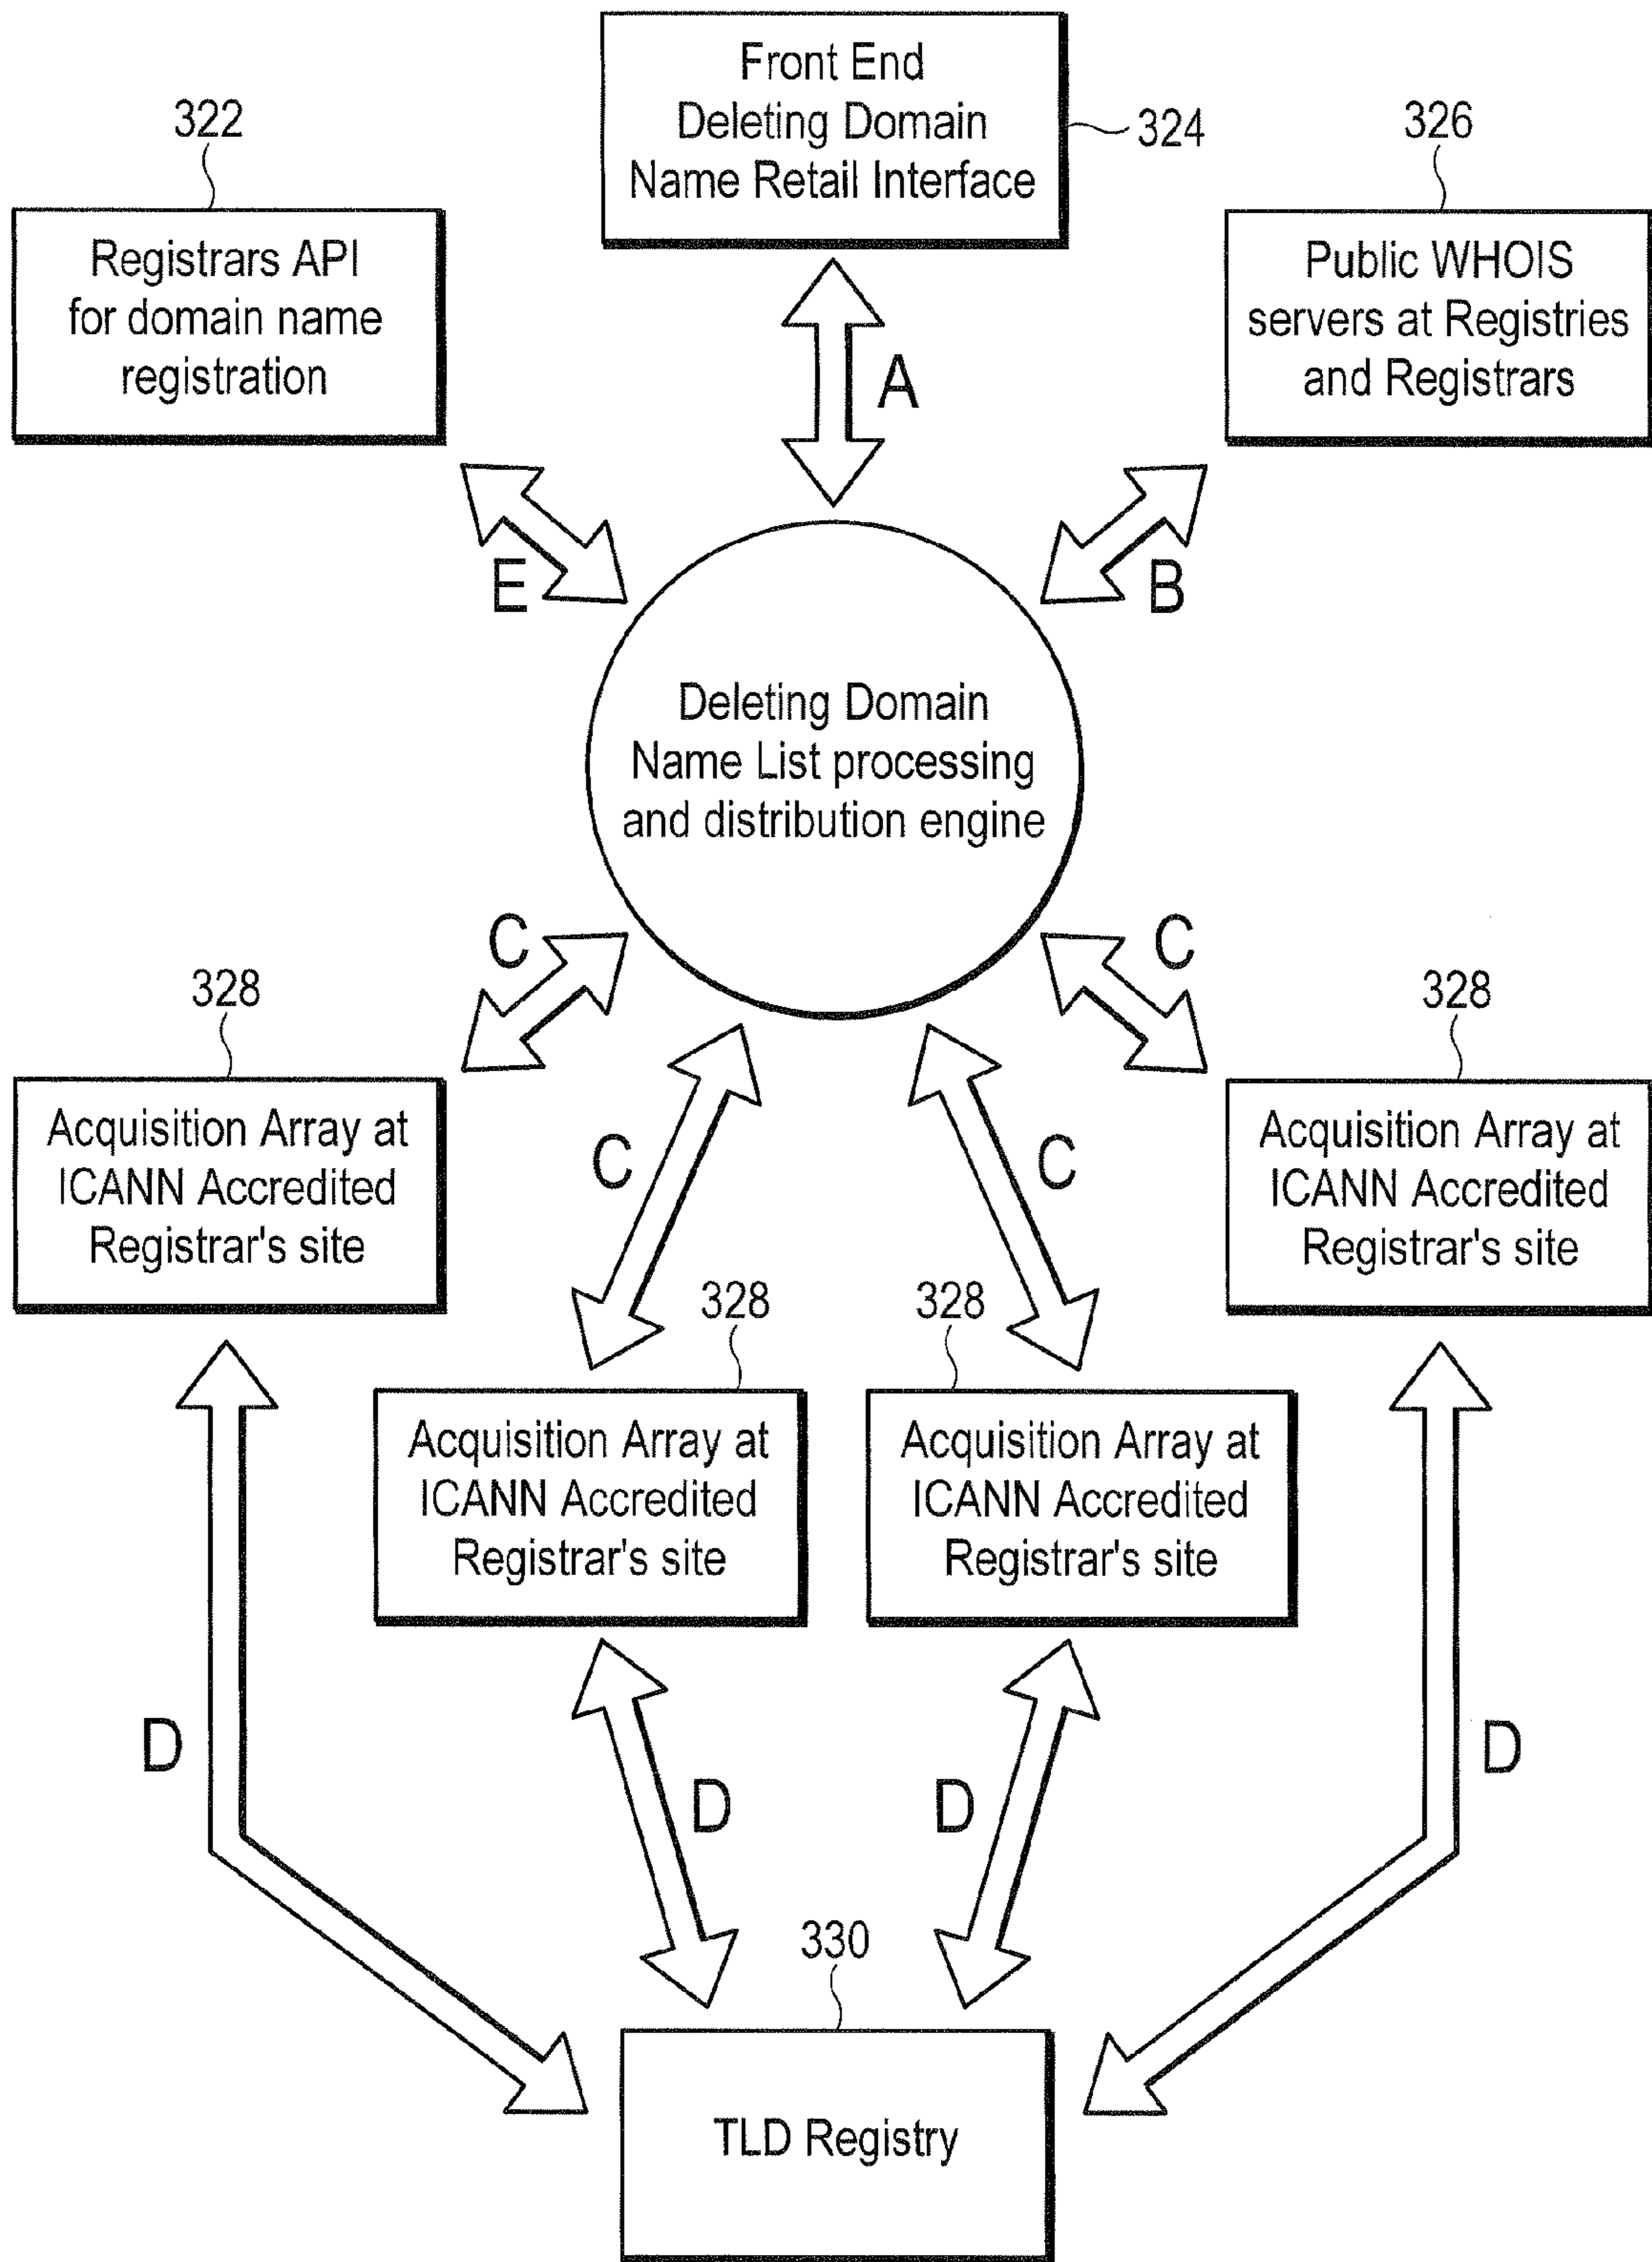 Front End
Deleting Domain
Name Retail Interface
324
322
Registrars API
for domain name
registration
326
Public WHOIS
servers at Registries
and Registrars
A
E
B
Deleting Domain
Name List processing
and distribution engine
C
C
328
Acquisition Array at
ICANN Accredited
Registrar's site
328
Acquisition Array at
ICANN Accredited
Registrar's site
C
C
328
Acquisition Array at
ICANN Accredited
Registrar's site
328
Acquisition Array at
ICANN Accredited
Registrar's site
D
D
D
D
330
TLD Registry